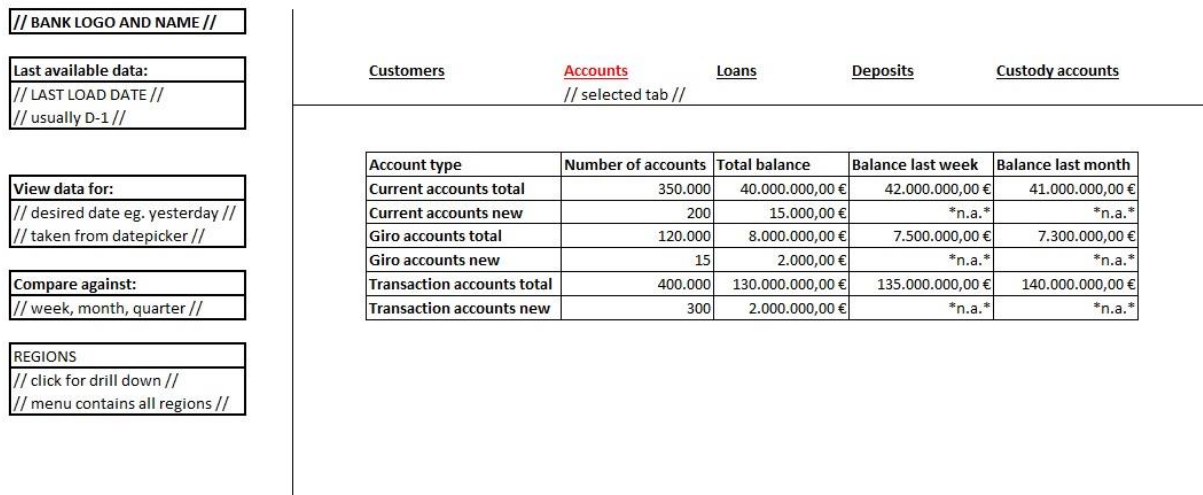 // BANK LOGO AND NAME //
Last available data:
// LAST LOAD DATE //
// usually D-1 //
View data for:
// desired date eg. yesterday //
// taken from datepicker //
Compare against:
// week, month, quarter //
REGIONS
// click for drill down //
// menu contains all regions //
Customers Accounts Loans Deposits Custody accounts
// selected tab //
Account type Number of accounts Total balance Balance last week Balance last month
Current accounts total 350.000 40.000.000,00 € 42.000.000,00 € 41.000.000,00 €
Current accounts new 200 15.000,00 € *n.a.* *n.a.*
Giro accounts total 120.000 8.000.000,00 € 7.500.000,00 € 7.300.000,00 €
Giro accounts new 15 2.000,00 € *n.a.* *n.a.*
Transaction accounts total 400.000 130.000.000,00 € 135.000.000,00 € 140.000.000,00 €
Transaction accounts new 300 2.000.000,00 € *n.a.* *n.a.*